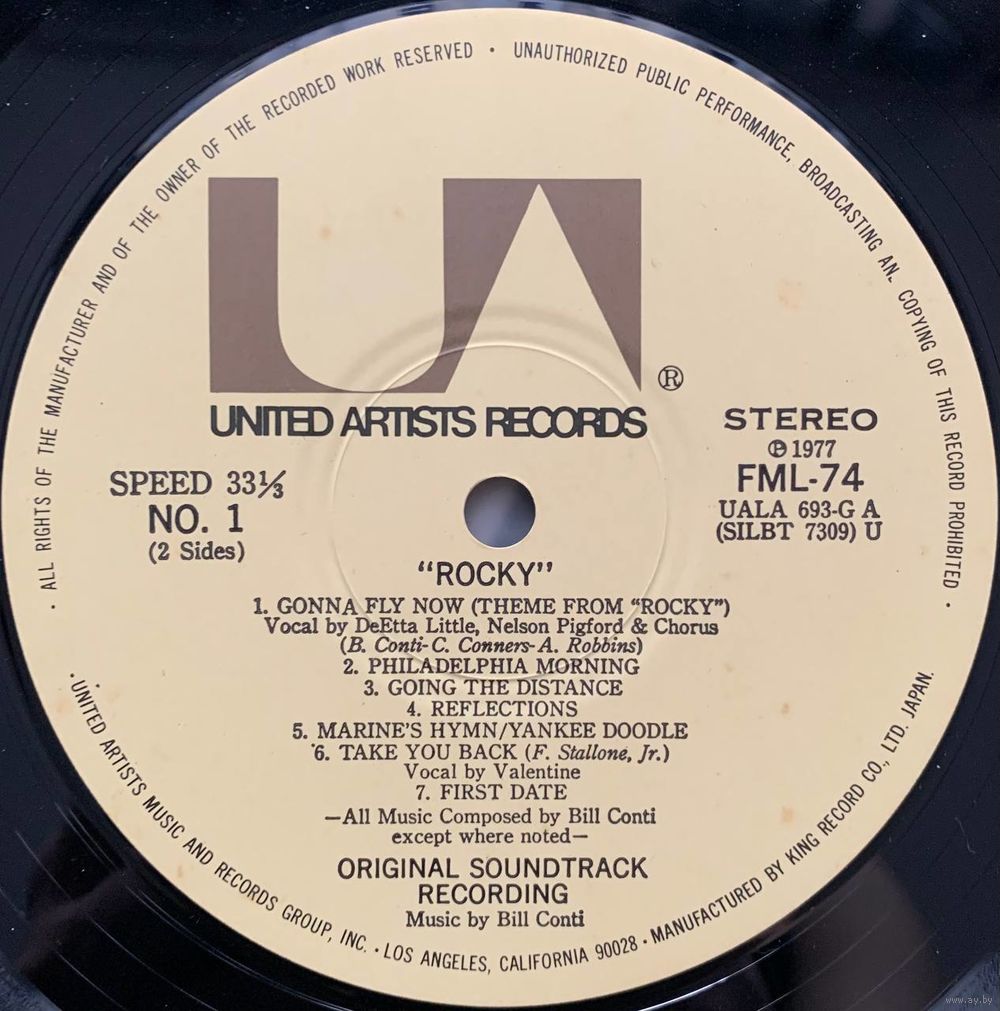 · ALL RIGHTS OF THE MANUFACTURER AND OF THE OWNER OF THE RECORDED WORK RESERVED · UNAUTHORIZED PUBLIC PERFORMANCE, BROADCASTING AN. COPYING OF THIS RECORD PROHIBITED ·
UA
®
UNITED ARTISTS RECORDS
STEREO
℗ 1977
FML-74
UALA 693-G A
(SILBT 7309) U
SPEED 33⅓
NO. 1
(2 Sides)
"ROCKY"
1. GONNA FLY NOW (THEME FROM "ROCKY")
Vocal by DeEtta Little, Nelson Pigford & Chorus
(B. Conti-C. Conners-A. Robbins)
2. PHILADELPHIA MORNING
3. GOING THE DISTANCE
4. REFLECTIONS
5. MARINE'S HYMN/YANKEE DOODLE
6. TAKE YOU BACK (F. Stallone, Jr.)
Vocal by Valentine
7. FIRST DATE
—All Music Composed by Bill Conti
except where noted—
ORIGINAL SOUNDTRACK
RECORDING
Music by Bill Conti
· UNITED ARTISTS MUSIC AND RECORDS GROUP, INC. · LOS ANGELES, CALIFORNIA 90028 · MANUFACTURED BY KING RECORD CO., LTD. JAPAN.
www.ay.by